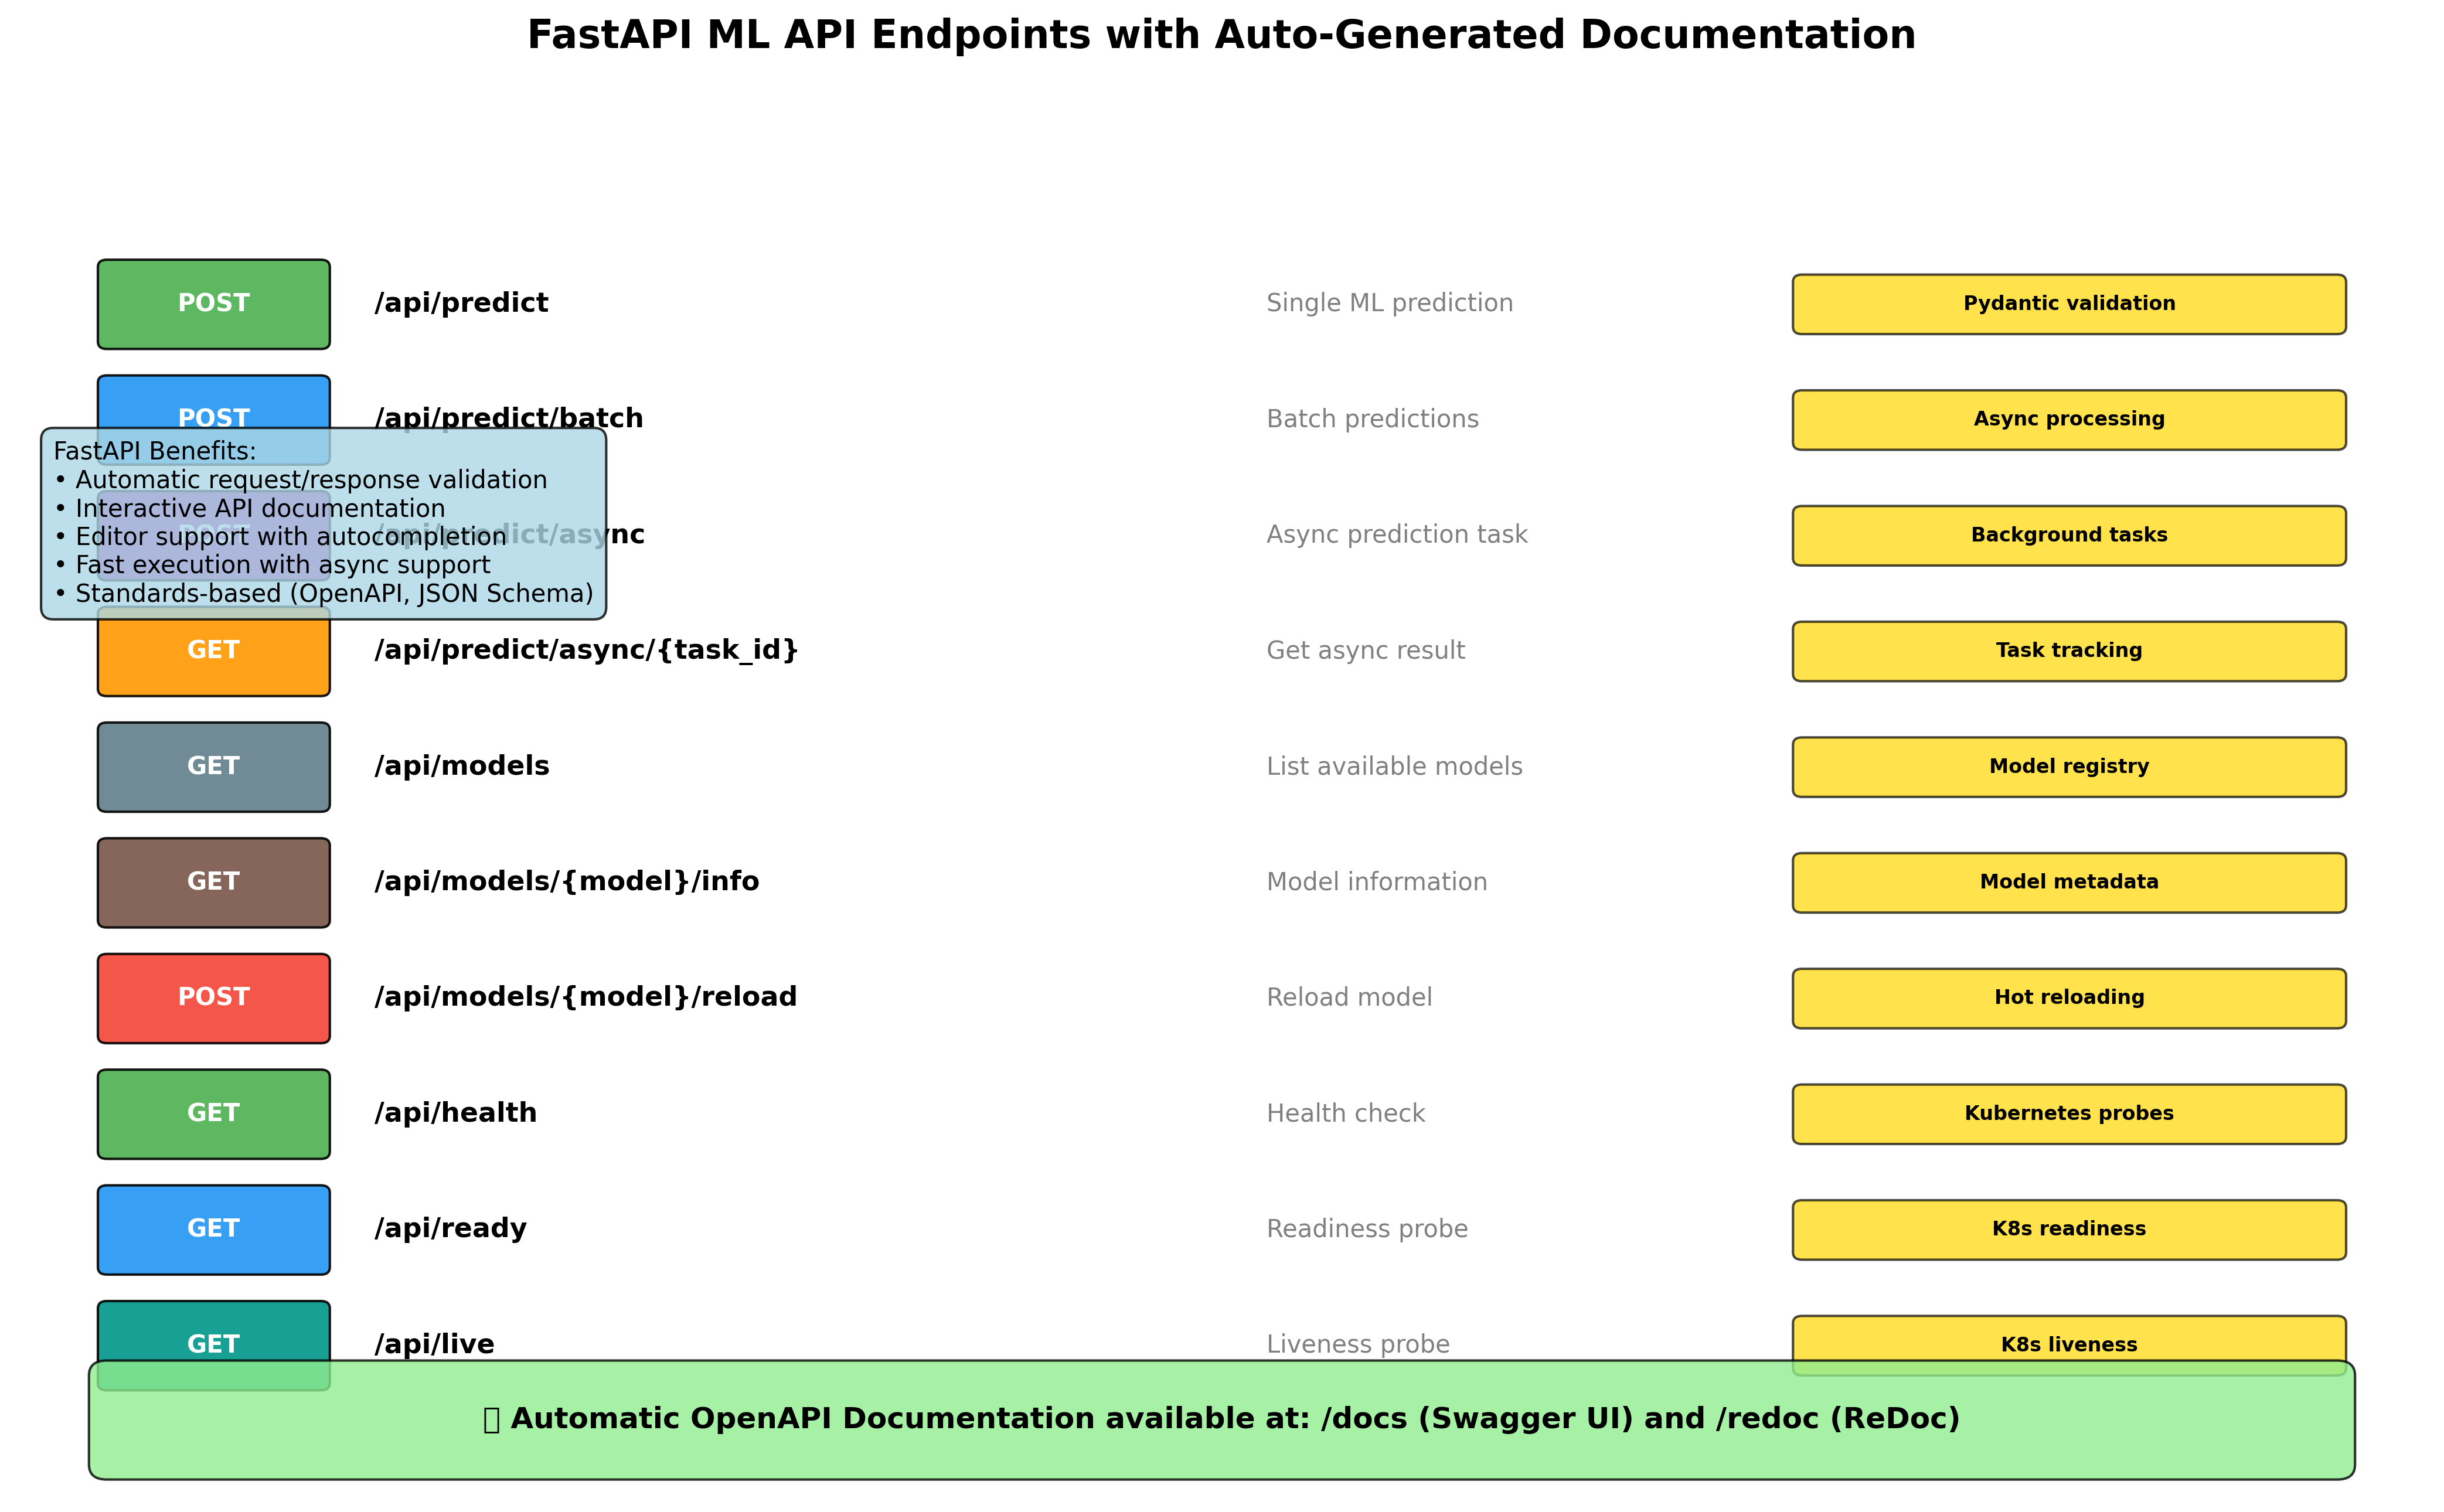 FastAPI ML API Endpoints with Auto-Generated Documentation
POST /api/predict Single ML prediction Pydantic validation
POST /api/predict/batch Batch predictions Async processing
FastAPI Benefits:
• Automatic request/response validation
• Interactive API documentation
• Editor support with autocompletion
• Fast execution with async support
• Standards-based (OpenAPI, JSON Schema)
POST /api/predict/async Async prediction task Background tasks
GET /api/predict/async/{task_id} Get async result Task tracking
GET /api/models List available models Model registry
GET /api/models/{model}/info Model information Model metadata
POST /api/models/{model}/reload Reload model Hot reloading
GET /api/health Health check Kubernetes probes
GET /api/ready Readiness probe K8s readiness
GET /api/live Liveness probe K8s liveness
Automatic OpenAPI Documentation available at: /docs (Swagger UI) and /redoc (ReDoc)